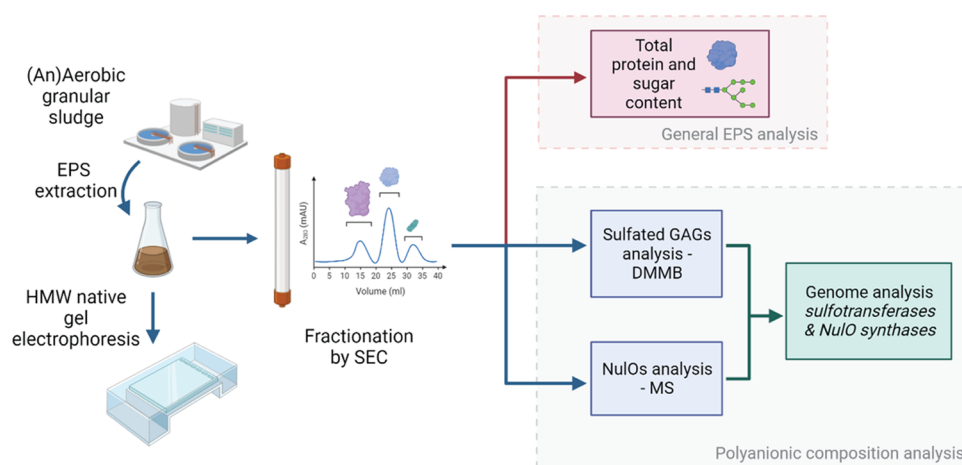 (An)Aerobic
granular
sludge
EPS
extraction
HMW native
gel
electrophoresis
A280 (mAU)
0 5 10 15 20 25 30 35 40
Volume (ml)
Fractionation
by SEC
Total
protein and
sugar
content
General EPS analysis
Sulfated GAGs
analysis -
DMMB
NulOs analysis
- MS
Genome analysis
sulfotransferases
& NulO synthases
Polyanionic composition analysis